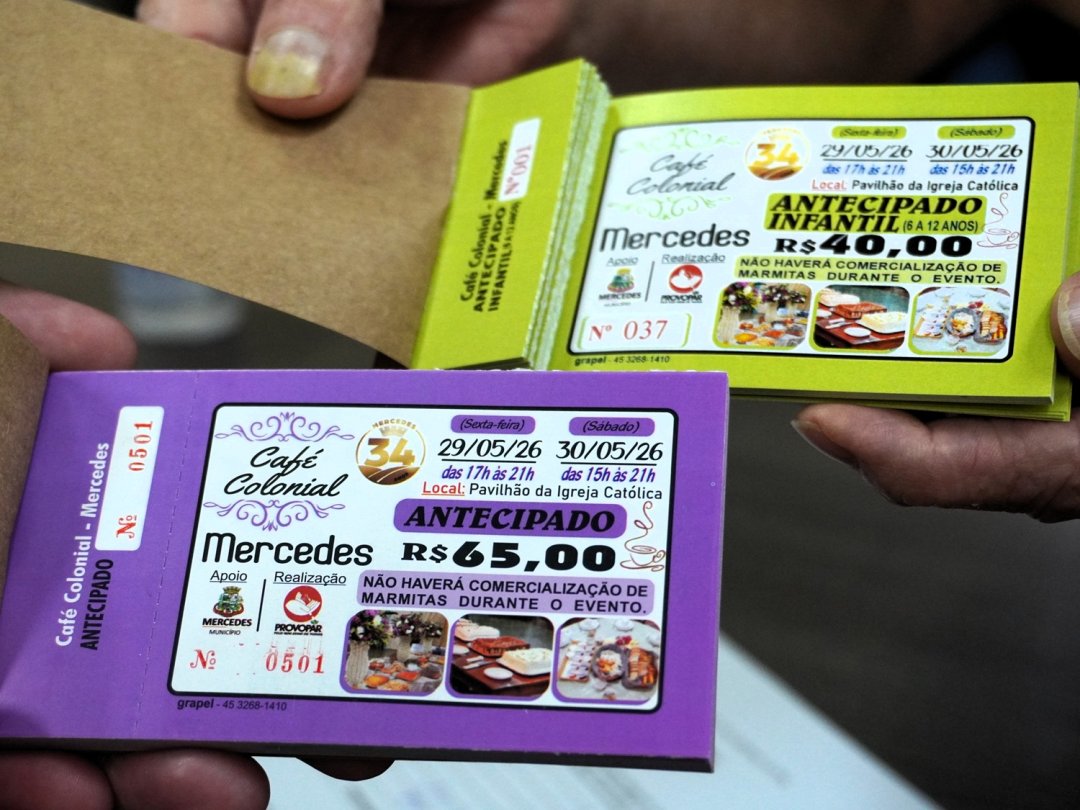 Café Colonial - Mercedes
ANTECIPADO
Nº001
Café
Colonial
Mercedes
Apoio
MERCEDES
MUNICÍPIO
Realização
PROVOPAR
Nº 037
34
(Sexta-feira)
29/05/26
das 17h às 21h
(Sábado)
30/05/26
das 15h às 21h
Local: Pavilhão da Igreja Católica
ANTECIPADO
INFANTIL (6 A 12 ANOS)
R$40,00
NÃO HAVERÁ COMERCIALIZAÇÃO DE
MARMITAS DURANTE O EVENTO.
grapel - 45 3268-1410
Café Colonial - Mercedes
ANTECIPADO
Nº 0501
Café
Colonial
Mercedes
Apoio
MERCEDES
MUNICÍPIO
Realização
PROVOPAR
Nº 0501
MERCEDES
34
(Sexta-feira)
29/05/26
das 17h às 21h
(Sábado)
30/05/26
das 15h às 21h
Local: Pavilhão da Igreja Católica
ANTECIPADO
R$65,00
NÃO HAVERÁ COMERCIALIZAÇÃO DE
MARMITAS DURANTE O EVENTO.
grapel - 45 3268-1410